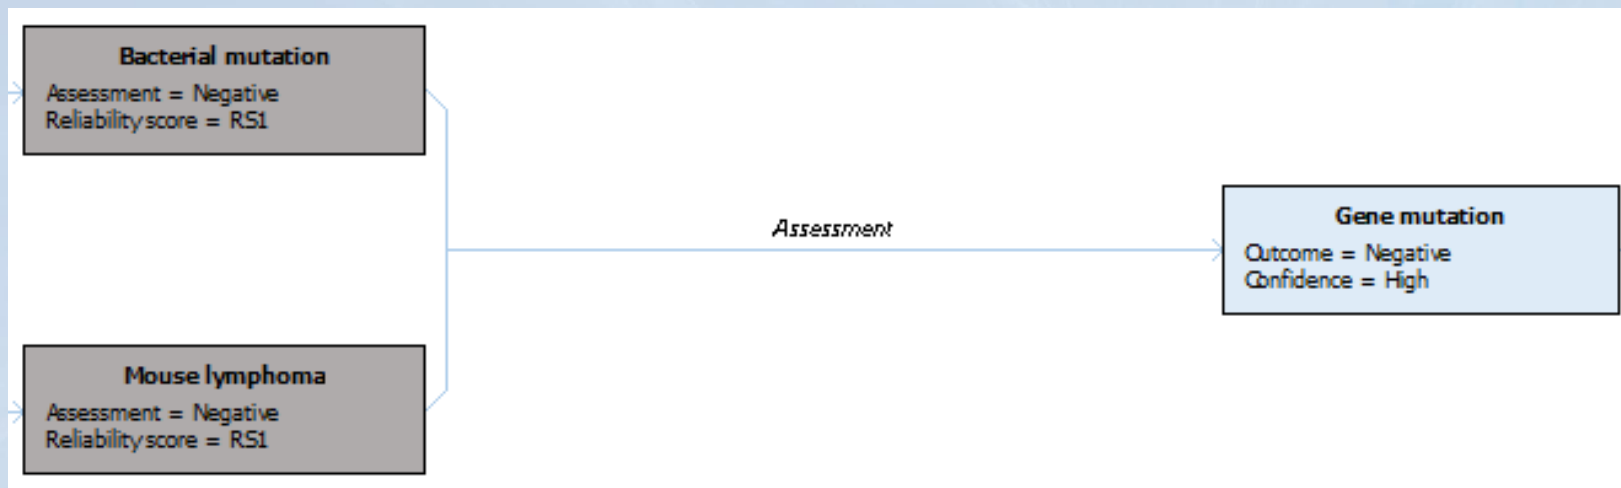 Bacterial mutation
Assessment = Negative
Reliability score = RS1
Assessment
Gene mutation
Outcome = Negative
Confidence = High
Mouse lymphoma
Assessment = Negative
Reliability score = RS1